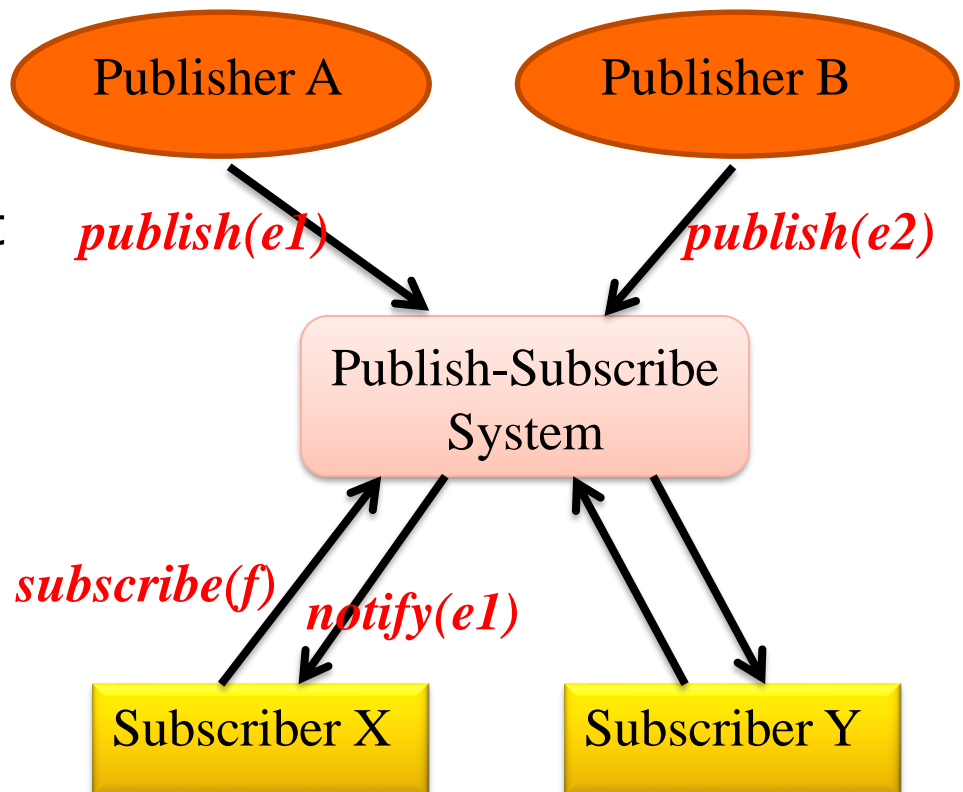 Publisher A
Publisher B
t
publish(e1)
publish(e2)
Publish-Subscribe
System
subscribe(f)
notify(e1)
Subscriber X
Subscriber Y